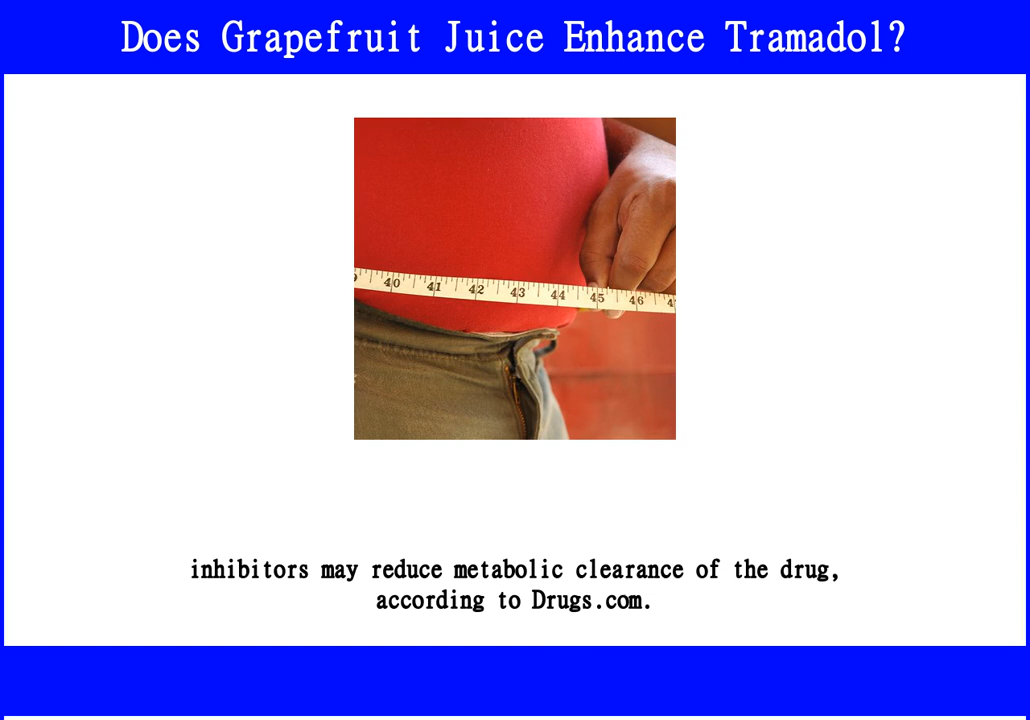 Does Grapefruit Juice Enhance Tramadol?
40 41 42 43 44 45 46
inhibitors may reduce metabolic clearance of the drug,
according to Drugs.com.